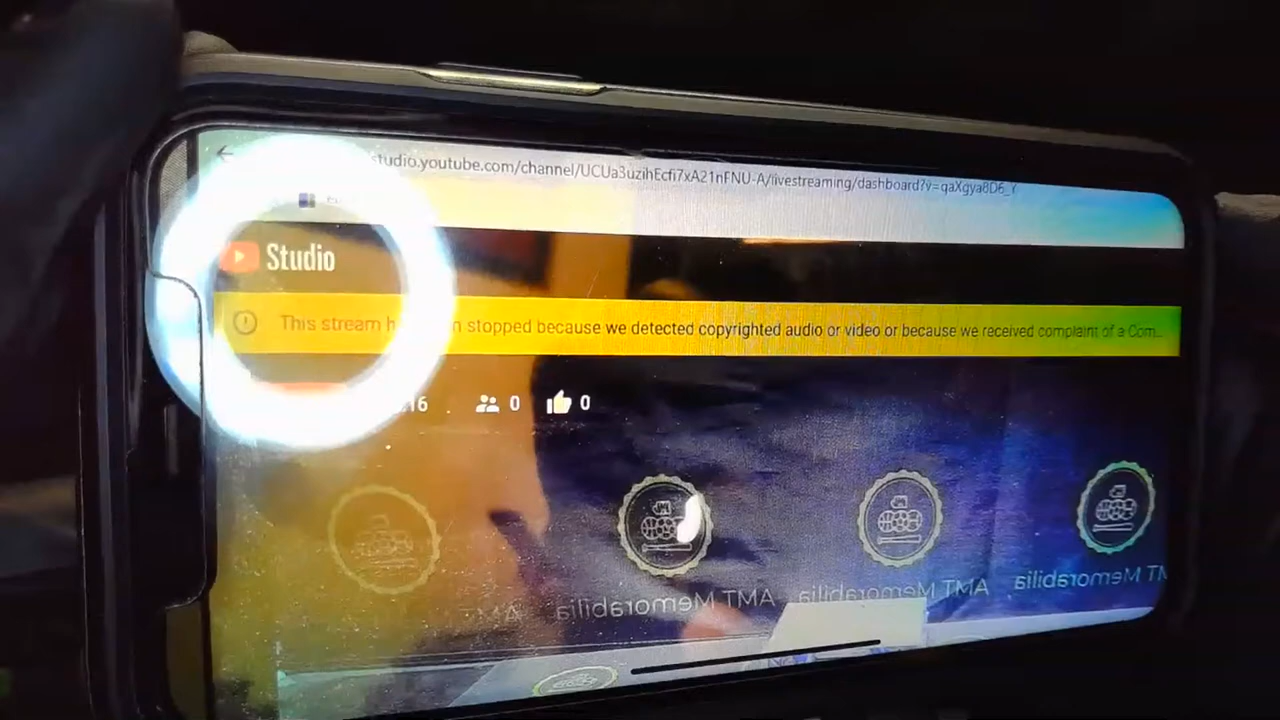 studio.youtube.com/channel/UCUa3uzihEcfi7xA21nFNU-A/livestreaming/dashboard?v=qaXgya8D6_Y
Studio
This stream stopped because we detected copyrighted audio or video or because we received complaint of a Com...
16 0 0
AMT AMT Memorabilia AMT Memorabilia MT Memorabilia